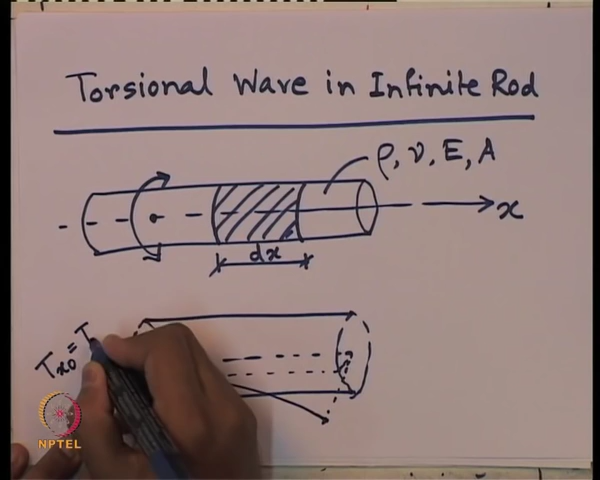 Torsional Wave in Infinite Rod
ρ, ν, E, A
x
dx
T_x0 = T
NPTEL